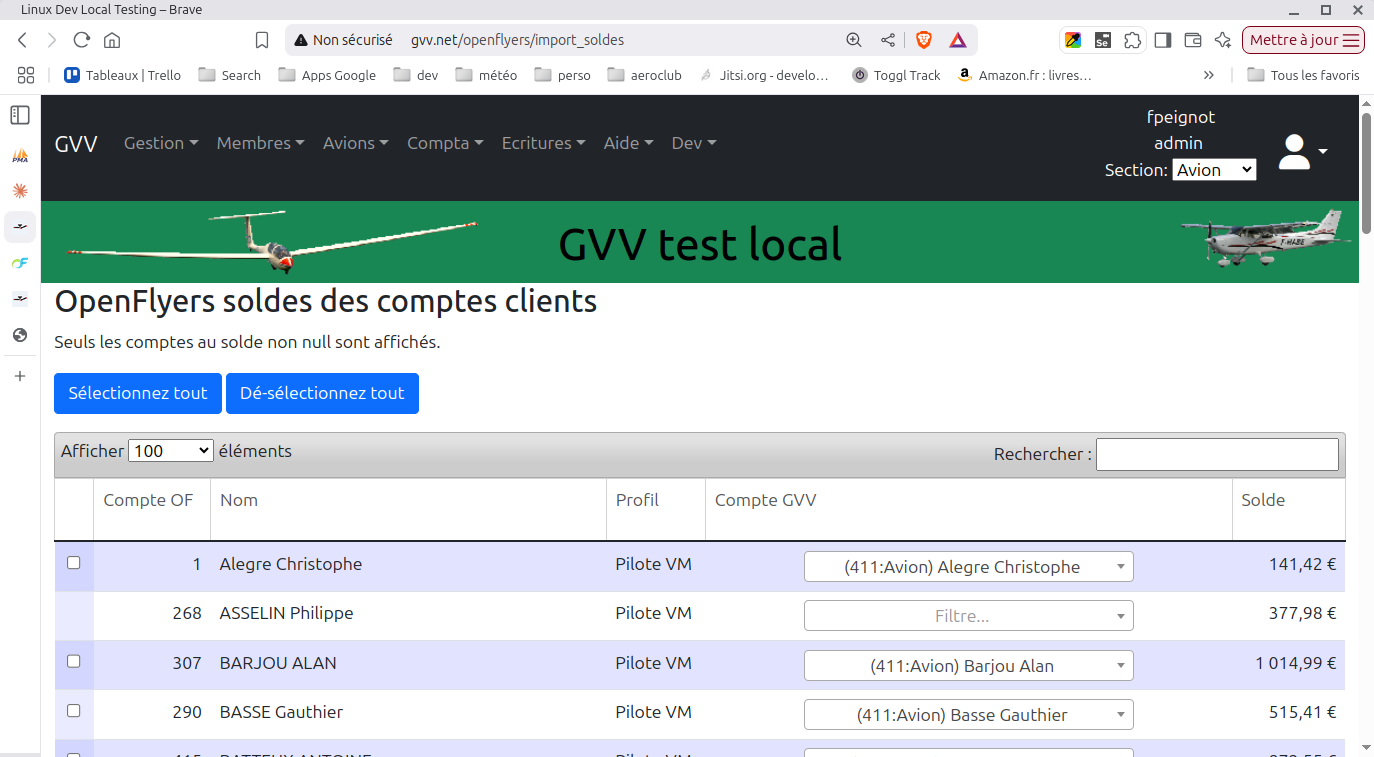 Linux Dev Local Testing – Brave
Non sécurisé gvv.net/openflyers/import_soldes Se Mettre à jour
Tableaux | Trello Search Apps Google dev météo perso aeroclub Jitsi.org - develo... Toggl Track Amazon.fr : livres... » Tous les favoris
PMA
GVV Gestion Membres Avions Compta Ecritures Aide Dev
fpeignot
admin
Section: Avion
GVV test local
OpenFlyers soldes des comptes clients
Seuls les comptes au solde non null sont affichés.
Sélectionnez tout Dé-sélectionnez tout
Afficher 100 éléments Rechercher :
Compte OF Nom Profil Compte GVV Solde
1 Alegre Christophe Pilote VM (411:Avion) Alegre Christophe 141,42 €
268 ASSELIN Philippe Pilote VM Filtre... 377,98 €
307 BARJOU ALAN Pilote VM (411:Avion) Barjou Alan 1 014,99 €
290 BASSE Gauthier Pilote VM (411:Avion) Basse Gauthier 515,41 €